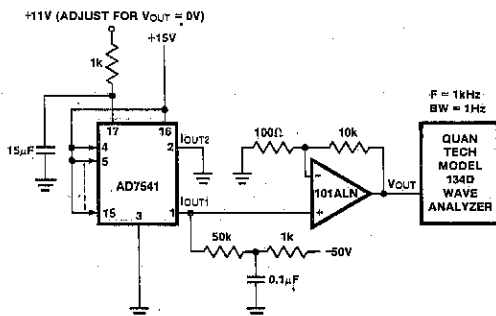 +11V (ADJUST FOR VOUT = 0V)
+15V
1k
15µF
17
16
4
5
15
2
1
3
AD7541
IOUT2
IOUT1
100Ω
10k
101ALN
−
+
VOUT
F = 1kHz
BW = 1Hz
QUAN
TECH
MODEL
134D
WAVE
ANALYZER
50k
1k
−50V
0.1µF